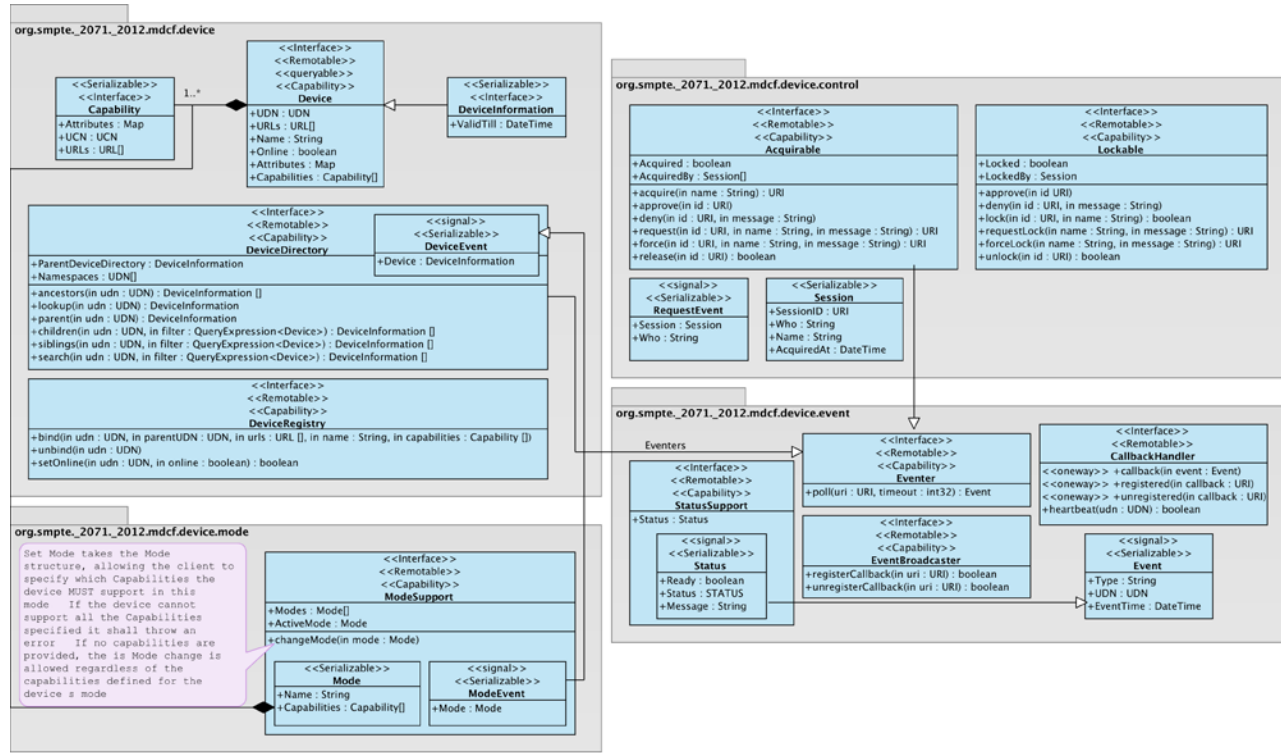 org.smpte._2071._2012.mdcf.device
<<Serializable>>
<<Interface>>
Capability
+Attributes : Map
+UCN : UCN
+URLs : URL[]
1..*
<<Interface>>
<<Remotable>>
<<queryable>>
<<Capability>>
Device
+UDN : UDN
+URLs : URL[]
+Name : String
+Online : boolean
+Attributes : Map
+Capabilities : Capability[]
<<Serializable>>
<<Interface>>
DeviceInformation
+ValidTill : DateTime
<<Interface>>
<<Remotable>>
<<Capability>>
DeviceDirectory
+ParentDeviceDirectory : DeviceInformation
+Namespaces : UDN[]
+ancestors(in udn : UDN) : DeviceInformation []
+lookup(in udn : UDN) : DeviceInformation
+parent(in udn : UDN) : DeviceInformation
+children(in udn : UDN, in filter : QueryExpression<Device>) : DeviceInformation []
+siblings(in udn : UDN, in filter : QueryExpression<Device>) : DeviceInformation []
+search(in udn : UDN, in filter : QueryExpression<Device>) : DeviceInformation []
<<signal>>
<<Serializable>>
DeviceEvent
+Device : DeviceInformation
<<Interface>>
<<Remotable>>
<<Capability>>
DeviceRegistry
+bind(in udn : UDN, in parentUDN : UDN, in urls : URL [], in name : String, in capabilities : Capability [])
+unbind(in udn : UDN)
+setOnline(in udn : UDN, in online : boolean) : boolean
org.smpte._2071._2012.mdcf.device.mode
Set Mode takes the Mode
structure, allowing the client to
specify which Capabilities the
device MUST support in this
mode If the device cannot
support all the Capabilities
specified it shall throw an
error If no capabilities are
provided, the is Mode change is
allowed regardless of the
capabilities defined for the
device s mode
<<Interface>>
<<Remotable>>
<<Capability>>
ModeSupport
+Modes : Mode[]
+ActiveMode : Mode
+changeMode(in mode : Mode)
<<Serializable>>
Mode
+Name : String
+Capabilities : Capability[]
<<signal>>
<<Serializable>>
ModeEvent
+Mode : Mode
org.smpte._2071._2012.mdcf.device.control
<<Interface>>
<<Remotable>>
<<Capability>>
Acquirable
+Acquired : boolean
+AcquiredBy : Session[]
+acquire(in name : String) : URI
+approve(in id : URI)
+deny(in id : URI, in message : String)
+request(in id : URI, in name : String, in message : String) : URI
+force(in id : URI, in name : String, in message : String) : URI
+release(in id : URI) : boolean
<<Interface>>
<<Remotable>>
<<Capability>>
Lockable
+Locked : boolean
+LockedBy : Session
+approve(in id URI)
+deny(in id : URI, in message : String)
+lock(in id : URI, in name : String) : boolean
+requestLock(in name : String, in message : String) : URI
+forceLock(in name : String, in message : String) : URI
+unlock(in id : URI) : boolean
<<signal>>
<<Serializable>>
RequestEvent
+Session : Session
+Who : String
<<Serializable>>
Session
+SessionID : URI
+Who : String
+Name : String
+AcquiredAt : DateTime
org.smpte._2071._2012.mdcf.device.event
Eventers
<<Interface>>
<<Remotable>>
<<Capability>>
StatusSupport
+Status : Status
<<signal>>
<<Serializable>>
Status
+Ready : boolean
+Status : STATUS
+Message : String
<<Interface>>
<<Remotable>>
<<Capability>>
Eventer
+poll(uri : URI, timeout : int32) : Event
<<Interface>>
<<Remotable>>
<<Capability>>
EventBroadcaster
+registerCallback(in uri : URI) : boolean
+unregisterCallback(in uri : URI) : boolean
<<Interface>>
<<Remotable>>
CallbackHandler
<<oneway>> +callback(in event : Event)
<<oneway>> +registered(in callback : URI)
<<oneway>> +unregistered(in callback : URI)
+heartbeat(udn : UDN) : boolean
<<signal>>
<<Serializable>>
Event
+Type : String
+UDN : UDN
+EventTime : DateTime